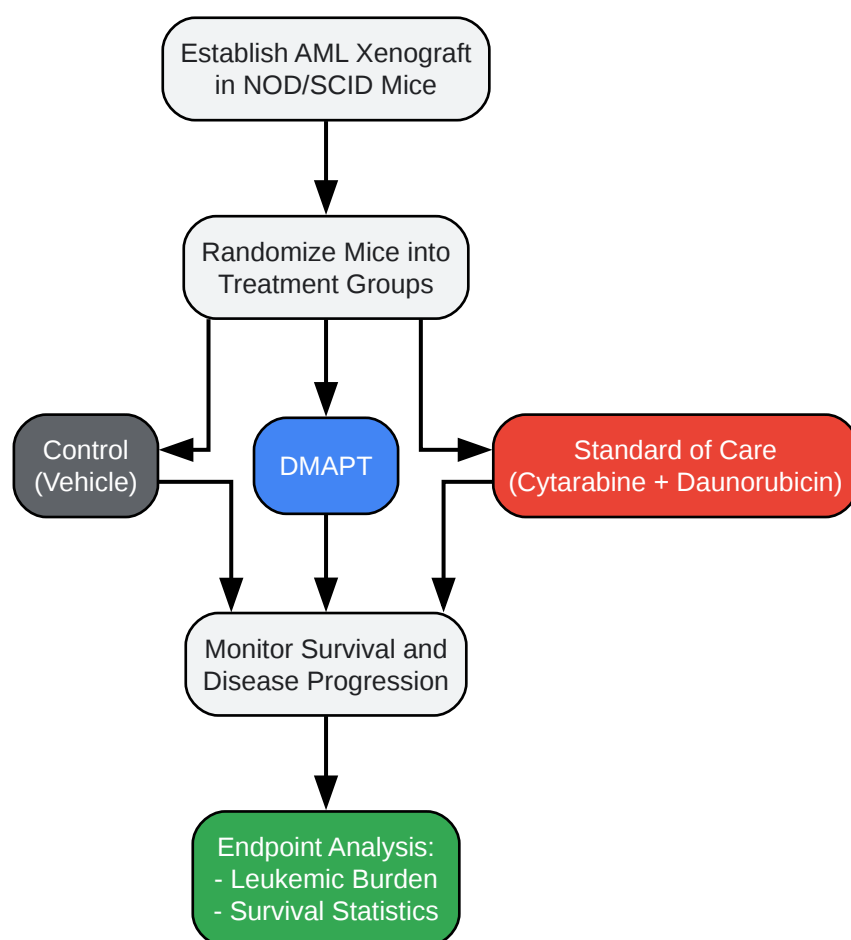 Establish AML Xenograft
in NOD/SCID Mice
Randomize Mice into
Treatment Groups
Control
(Vehicle)
DMAPT
Standard of Care
(Cytarabine + Daunorubicin)
Monitor Survival and
Disease Progression
Endpoint Analysis:
- Leukemic Burden
- Survival Statistics